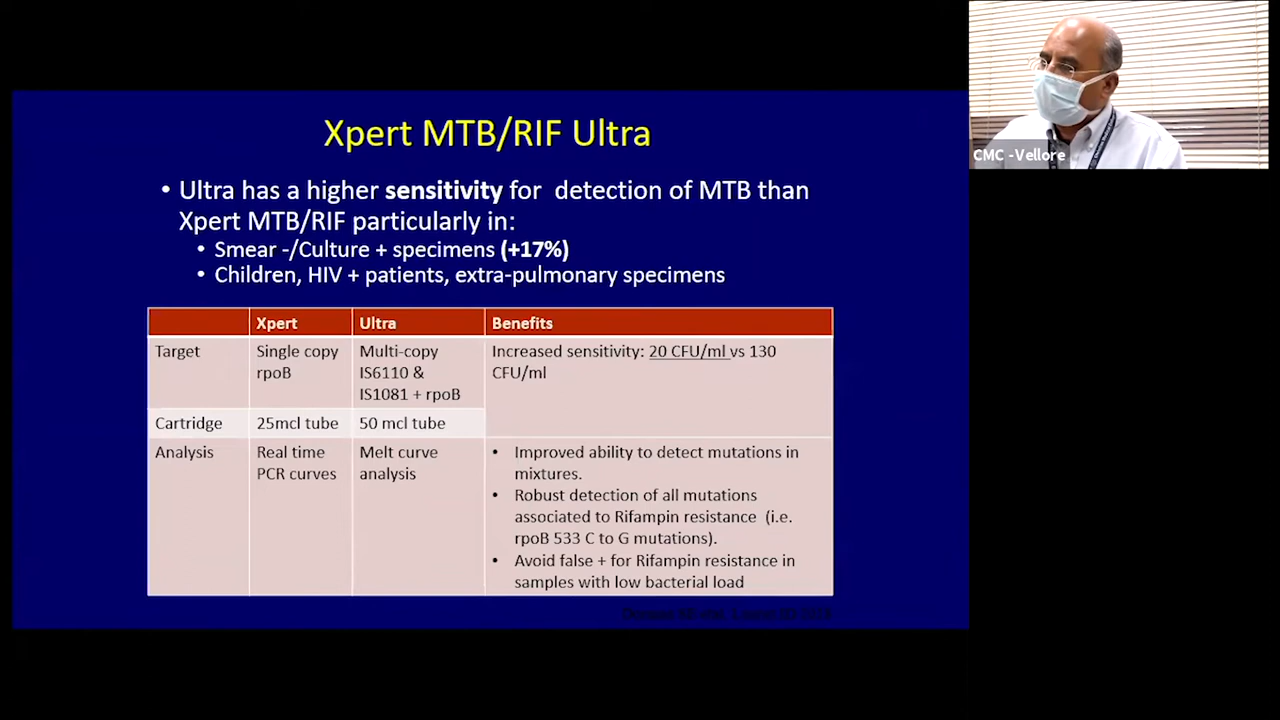 Xpert MTB/RIF Ultra
• Ultra has a higher sensitivity for detection of MTB than
Xpert MTB/RIF particularly in:
• Smear -/Culture + specimens (+17%)
• Children, HIV + patients, extra-pulmonary specimens
Xpert Ultra Benefits
Target Single copy Multi-copy Increased sensitivity: 20 CFU/ml vs 130
rpoB IS6110 & CFU/ml
IS1081 + rpoB
Cartridge 25mcl tube 50 mcl tube
Analysis Real time Melt curve • Improved ability to detect mutations in
PCR curves analysis mixtures.
• Robust detection of all mutations
associated to Rifampin resistance (i.e.
rpoB 533 C to G mutations).
• Avoid false + for Rifampin resistance in
samples with low bacterial load
CMC -Vellore